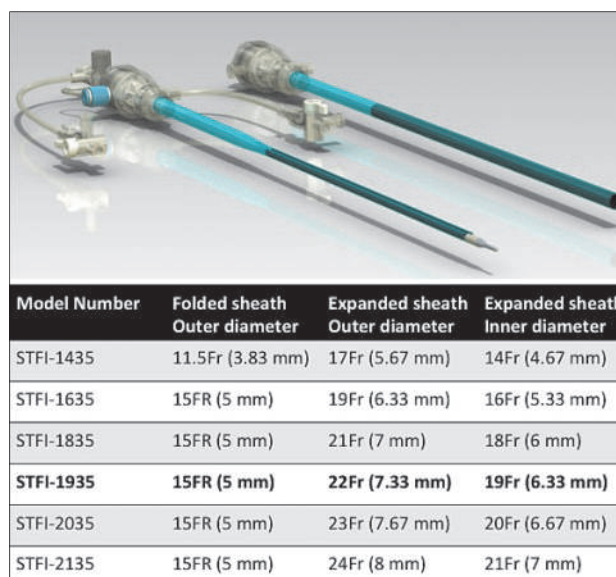 Model Number Folded sheath Expanded sheath Expanded sheath
Outer diameter Outer diameter Inner diameter
STFI-1435 11.5Fr (3.83 mm) 17Fr (5.67 mm) 14Fr (4.67 mm)
STFI-1635 15FR (5 mm) 19Fr (6.33 mm) 16Fr (5.33 mm)
STFI-1835 15FR (5 mm) 21Fr (7 mm) 18Fr (6 mm)
STFI-1935 15FR (5 mm) 22Fr (7.33 mm) 19Fr (6.33 mm)
STFI-2035 15FR (5 mm) 23Fr (7.67 mm) 20Fr (6.67 mm)
STFI-2135 15FR (5 mm) 24Fr (8 mm) 21Fr (7 mm)